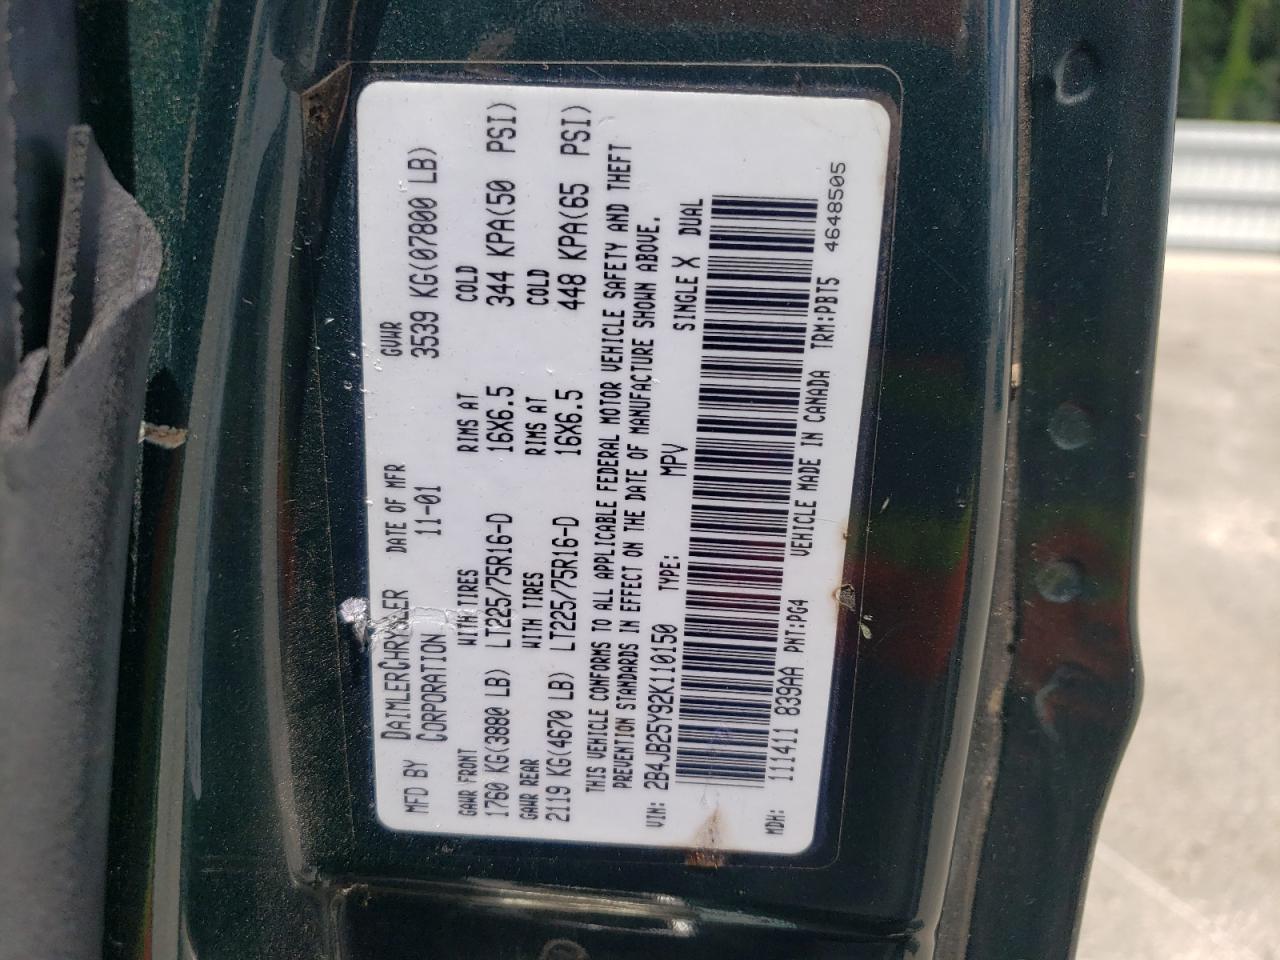 MFD BY DAIMLERCHRYSLER CORPORATION DATE OF MFR 11-01 GVWR 3539 KG(07800 LB)
GAWR FRONT WITH TIRES RIMS AT COLD
1760 KG(3880 LB) LT225/75R16-D 16X6.5 344 KPA(50 PSI)
GAWR REAR WITH TIRES RIMS AT COLD
2119 KG(4670 LB) LT225/75R16-D 16X6.5 448 KPA(65 PSI)
THIS VEHICLE CONFORMS TO ALL APPLICABLE FEDERAL MOTOR VEHICLE SAFETY AND THEFT
PREVENTION STANDARDS IN EFFECT ON THE DATE OF MANUFACTURE SHOWN ABOVE.
VIN: 2B4JB25Y92K110150 TYPE: MPV SINGLE X DUAL
MDH: 111411 839AA PNT:PG4 VEHICLE MADE IN CANADA TRM:PBT5 4648505